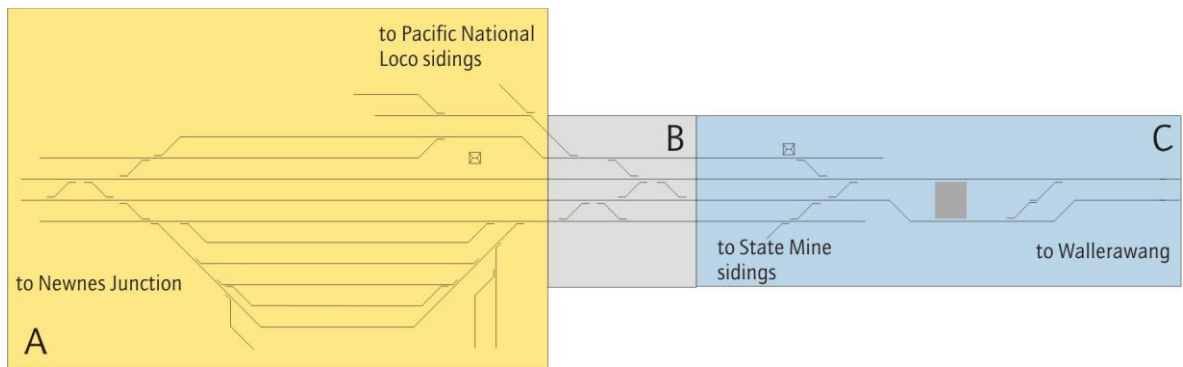 to Pacific National
Loco sidings
B
C
to State Mine
sidings
to Wallerawang
to Newnes Junction
A